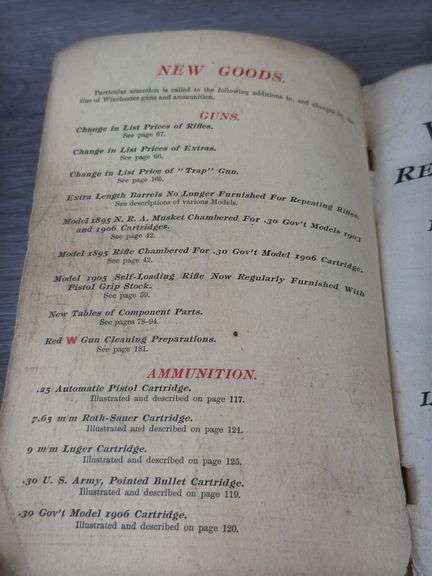 NEW GOODS.
Particular attention is called to the following additions to, and changes in, the
line of Winchester guns and ammunition.
GUNS.
Change in List Prices of Rifles.
See page 67.
Change in List Prices of Extras.
See page 66.
Change in List Price of "Trap" Gun.
See page 105.
Extra Length Barrels No Longer Furnished For Repeating Rifles.
See descriptions of various Models.
Model 1895 N. R. A. Musket Chambered For .30 Gov't Models 1903
and 1906 Cartridges.
See page 42.
Model 1895 Rifle Chambered For .30 Gov't Model 1906 Cartridge.
See page 42.
Model 1905 Self-Loading Rifle Now Regularly Furnished With
Pistol Grip Stock.
See page 59.
New Tables of Component Parts.
See pages 78-94.
Red W Gun Cleaning Preparations.
See page 181.
AMMUNITION.
.25 Automatic Pistol Cartridge.
Illustrated and described on page 117.
7.65 m/m Roth-Sauer Cartridge.
Illustrated and described on page 121.
9 m/m Luger Cartridge.
Illustrated and described on page 125.
.30 U. S. Army, Pointed Bullet Cartridge.
Illustrated and described on page 119.
.30 Gov't Model 1906 Cartridge.
Illustrated and described on page 120.
RE